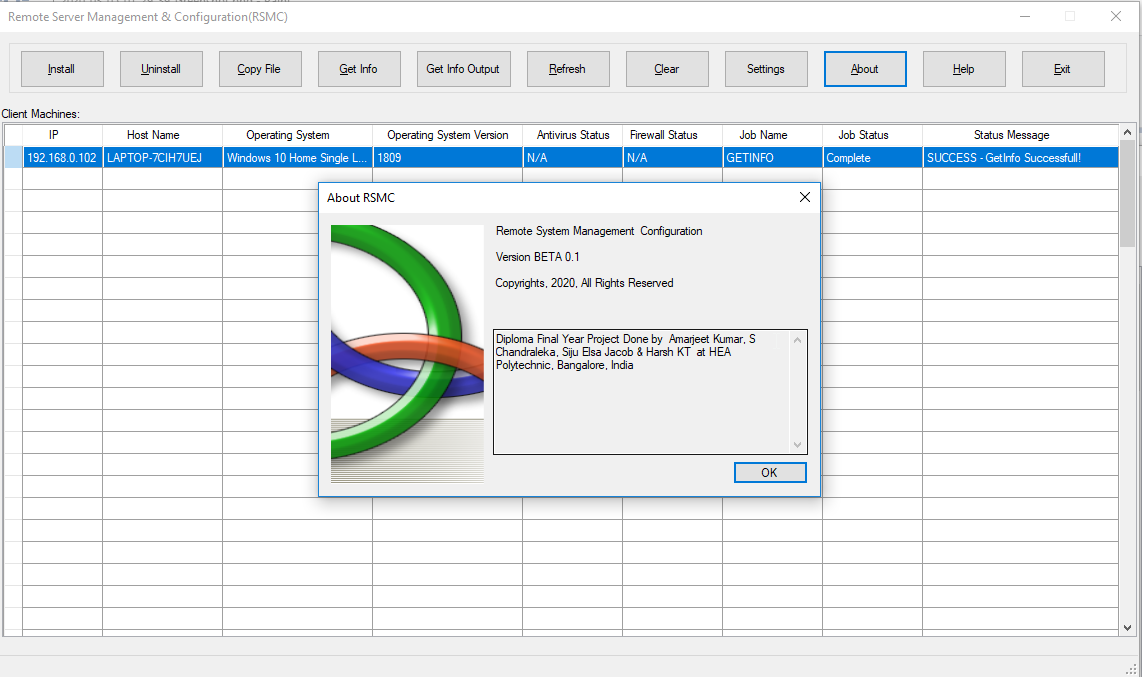 Remote Server Management & Configuration(RSMC)
Install Uninstall Copy File Get Info Get Info Output Refresh Clear Settings About Help Exit
Client Machines:
IP Host Name Operating System Operating System Version Antivirus Status Firewall Status Job Name Job Status Status Message
192.168.0.102 LAPTOP-7CIH7UEJ Windows 10 Home Single L... 1809 N/A N/A GETINFO Complete SUCCESS - GetInfo Successfull!
About RSMC
Remote System Management Configuration
Version BETA 0.1
Copyrights, 2020, All Rights Reserved
Diploma Final Year Project Done by Amarjeet Kumar, S
Chandraleka, Siju Elsa Jacob & Harsh KT at HEA
Polytechnic, Bangalore, India
OK